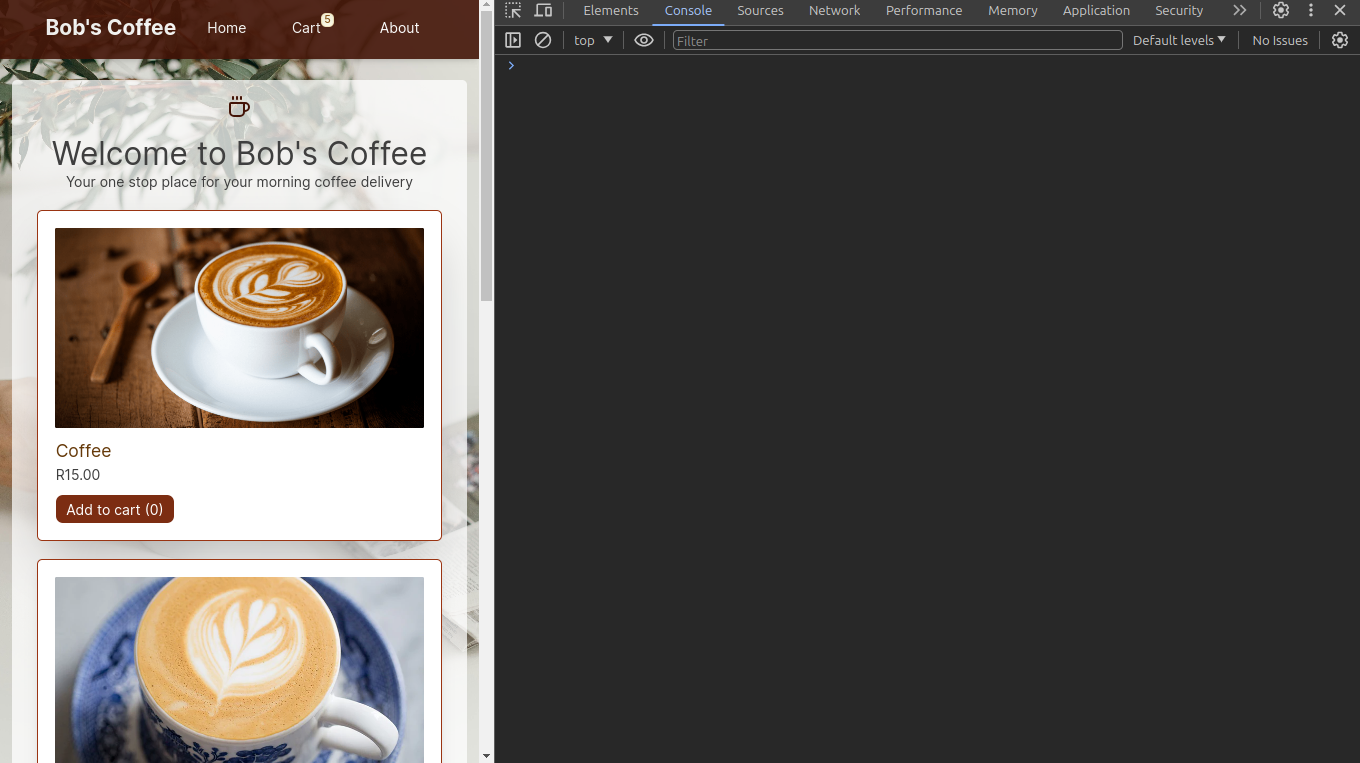 Bob's Coffee Home Cart 5 About
Welcome to Bob's Coffee
Your one stop place for your morning coffee delivery
Coffee
R15.00
Add to cart (0)
Elements Console Sources Network Performance Memory Application Security
top Filter Default levels No Issues